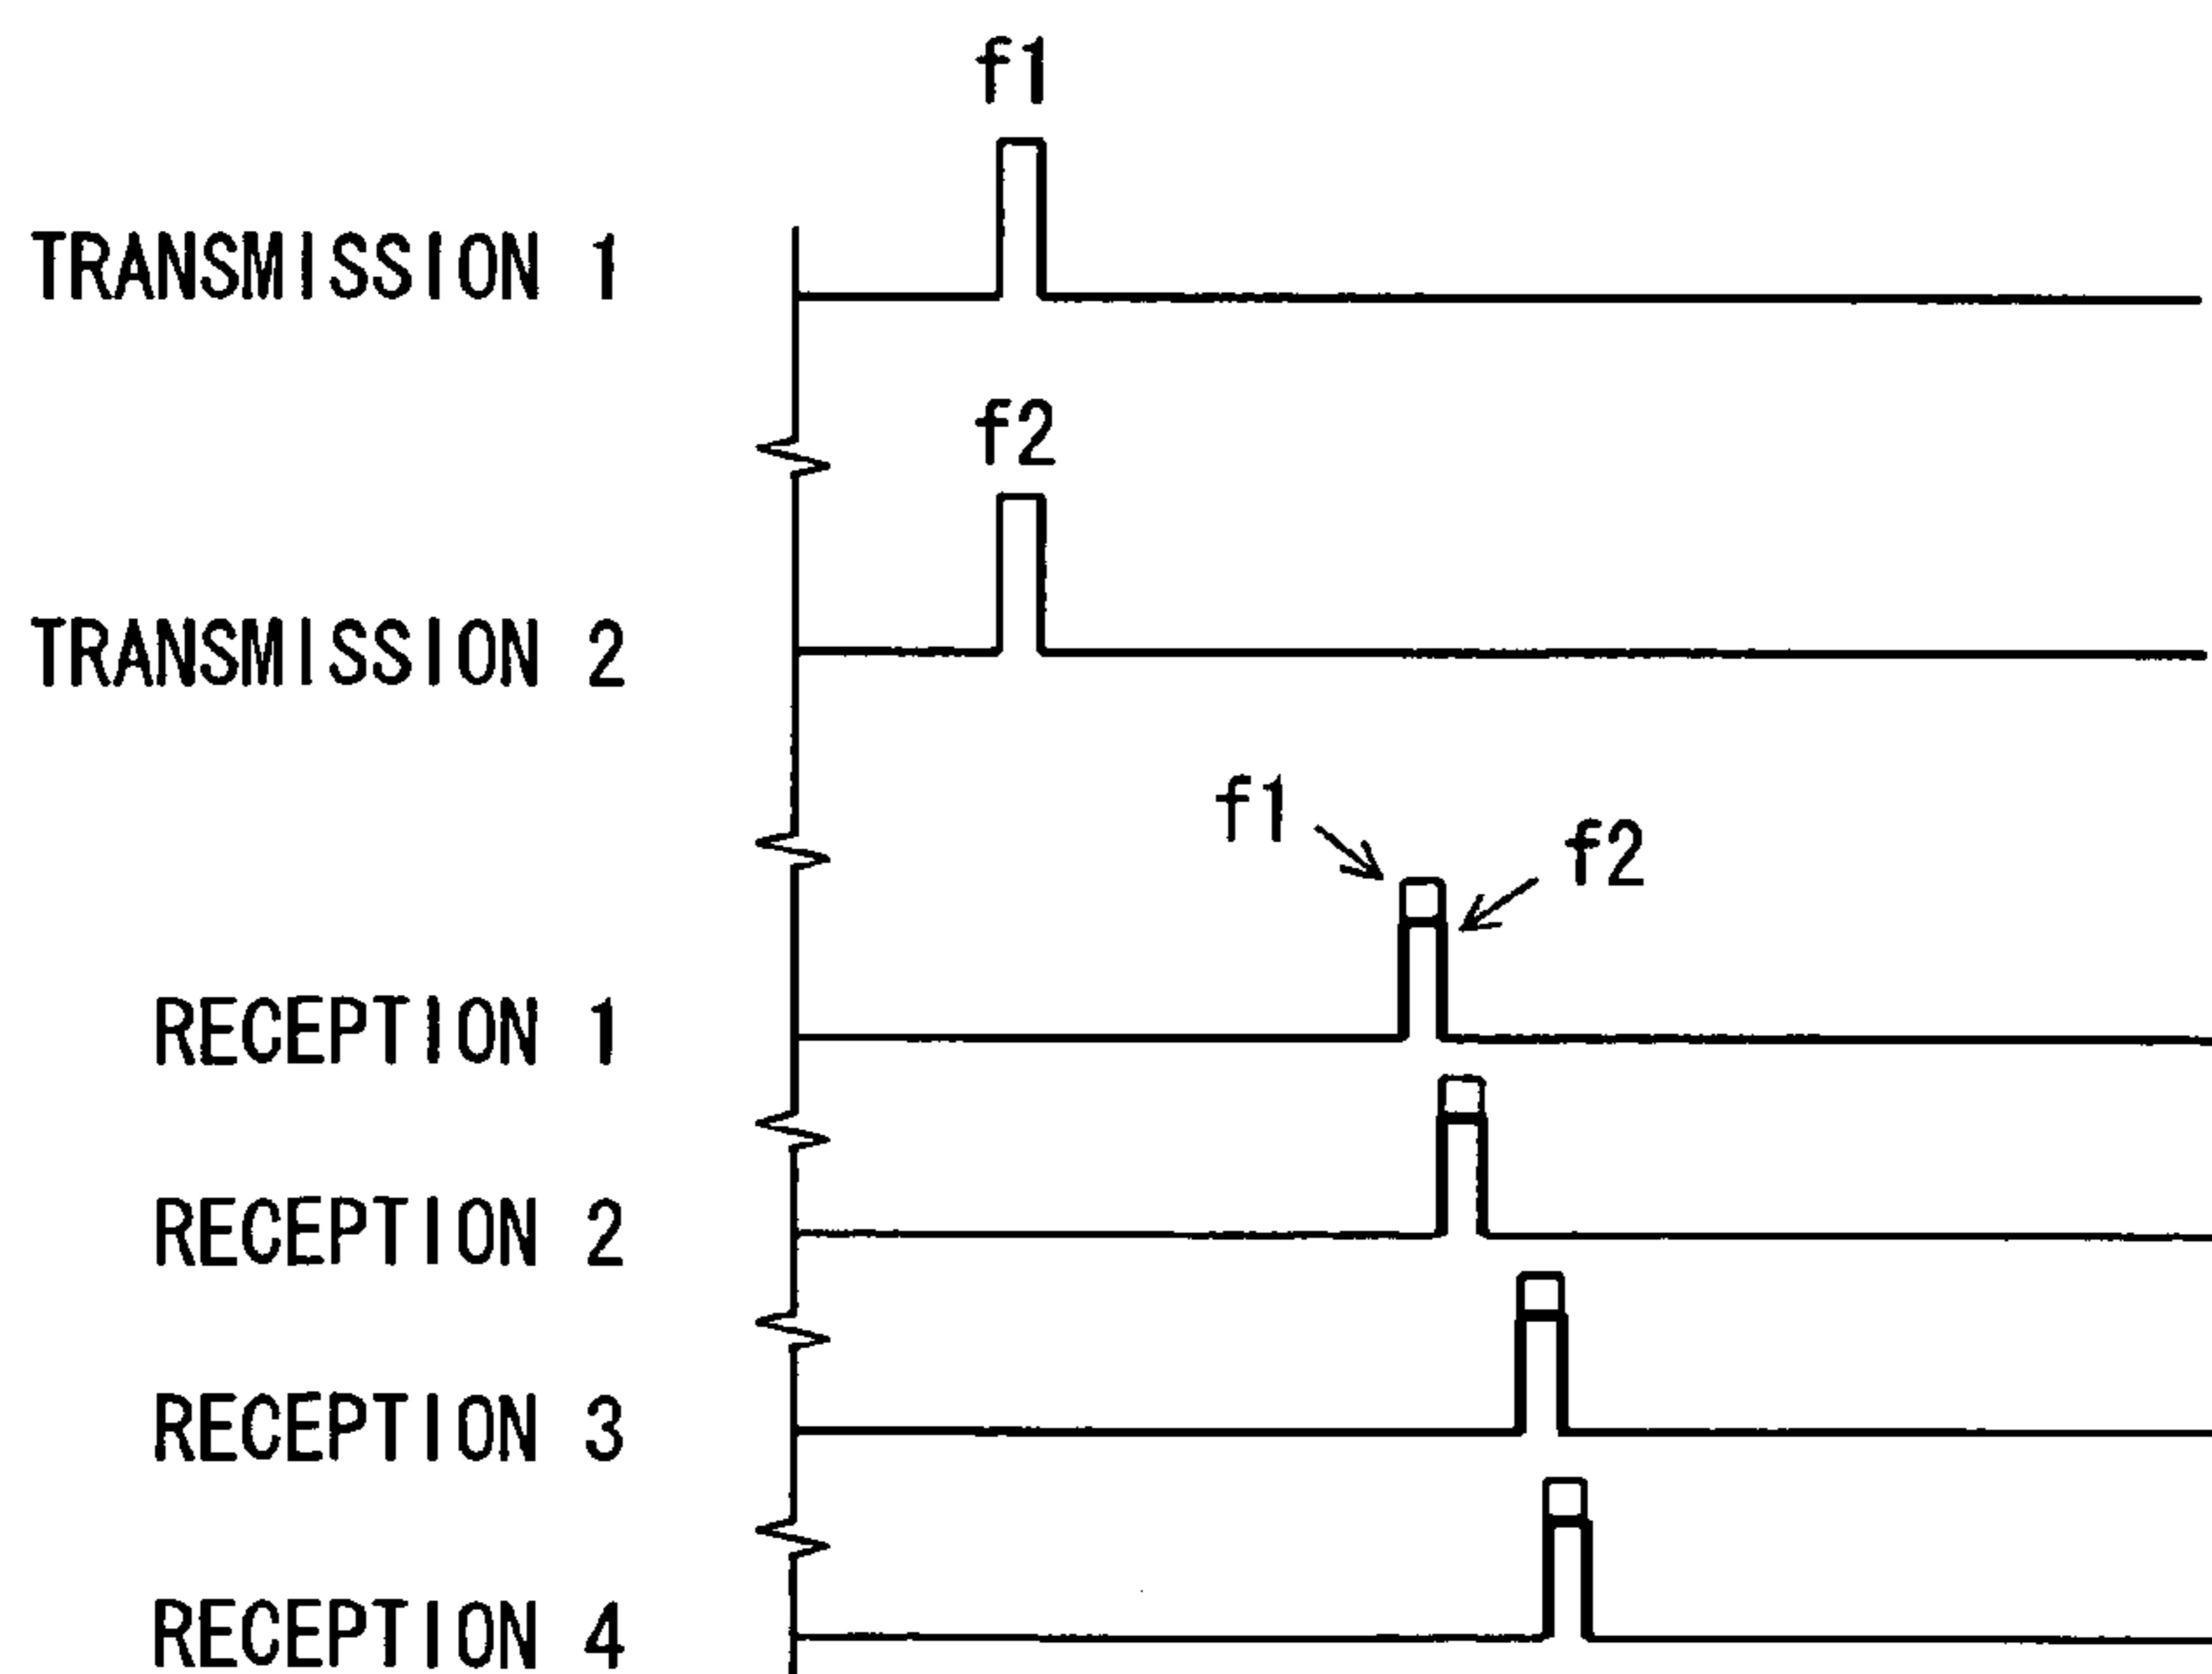 f1
TRANSMISSION 1
f2
TRANSMISSION 2
f1
f2
RECEPTION 1
RECEPTION 2
RECEPTION 3
RECEPTION 4